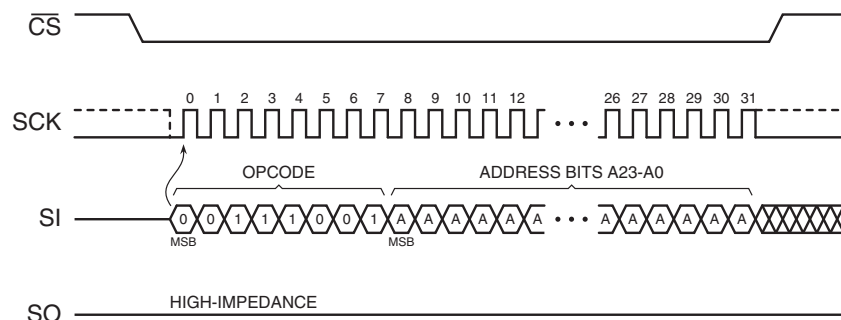 CS
0 1 2 3 4 5 6 7 8 9 10 11 12 26 27 28 29 30 31
SCK
OPCODE ADDRESS BITS A23-A0
SI 0 0 1 1 1 0 0 1 A A A A A A A A A A A A
MSB MSB
HIGH-IMPEDANCE
SO